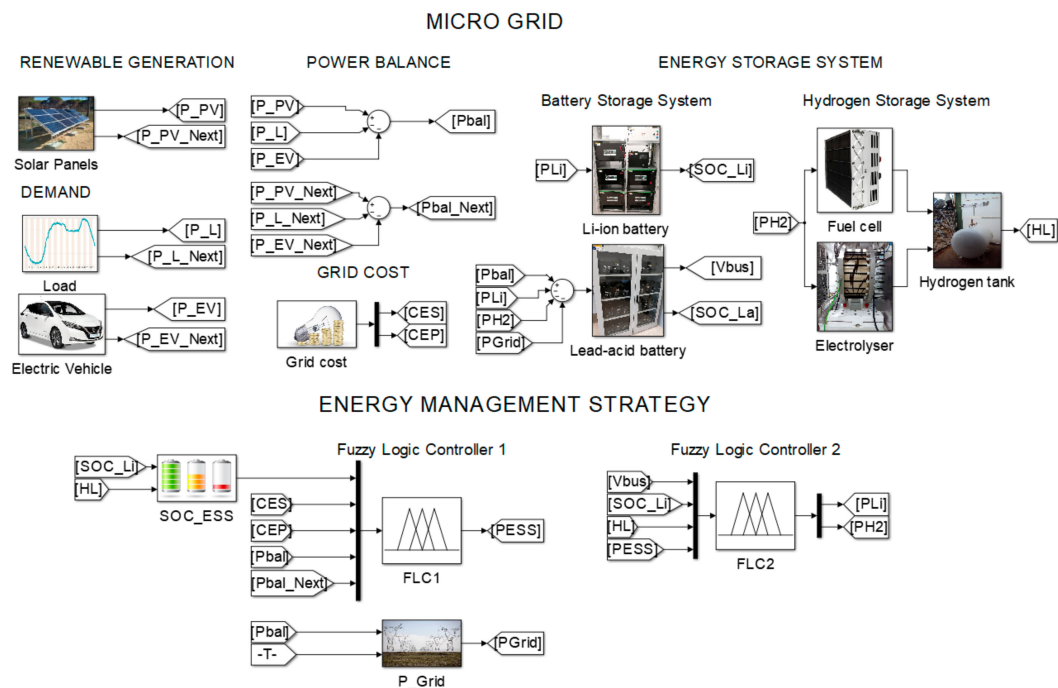 MICRO GRID
RENEWABLE GENERATION
[P_PV]
[P_PV_Next]
Solar Panels
DEMAND
[P_L]
[P_L_Next]
Load
[P_EV]
[P_EV_Next]
Electric Vehicle
POWER BALANCE
[P_PV]
[P_L]
[P_EV]
[Pbal]
[P_PV_Next]
[P_L_Next]
[P_EV_Next]
[Pbal_Next]
GRID COST
[CES]
[CEP]
Grid cost
ENERGY STORAGE SYSTEM
Battery Storage System
[PLi]
[SOC_Li]
Li-ion battery
[Pbal]
[PLi]
[PH2]
[PGrid]
[Vbus]
[SOC_La]
Lead-acid battery
Hydrogen Storage System
[PH2]
Fuel cell
Electrolyser
[HL]
Hydrogen tank
ENERGY MANAGEMENT STRATEGY
Fuzzy Logic Controller 1
[SOC_Li]
[HL]
SOC_ESS
[CES]
[CEP]
[Pbal]
[Pbal_Next]
FLC1
[PESS]
[Pbal]
-T-
P_Grid
[PGrid]
Fuzzy Logic Controller 2
[Vbus]
[SOC_Li]
[HL]
[PESS]
FLC2
[PLi]
[PH2]